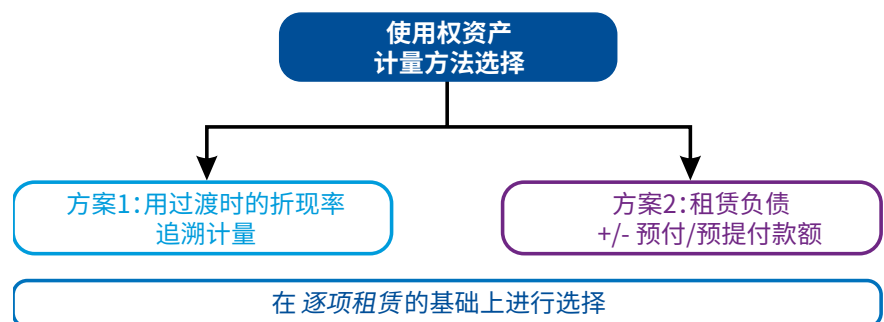 使用权资产
计量方法选择
方案1：用过渡时的折现率
追溯计量
方案2：租赁负债
+/- 预付/预提付款额
在 逐项租赁的基础上进行选择